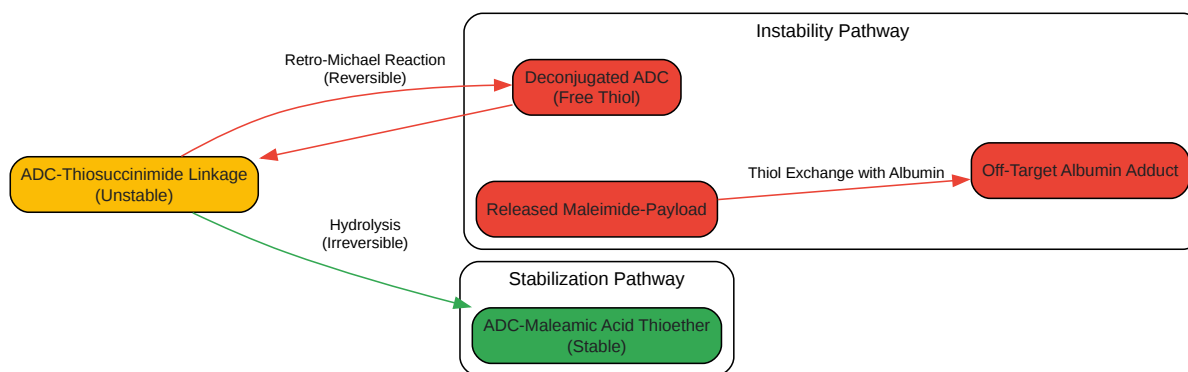 Instability Pathway
Retro-Michael Reaction
(Reversible)
Deconjugated ADC
(Free Thiol)
ADC-Thiosuccinimide Linkage
(Unstable)
Thiol Exchange with Albumin
Off-Target Albumin Adduct
Released Maleimide-Payload
Hydrolysis
(Irreversible)
Stabilization Pathway
ADC-Maleamic Acid Thioether
(Stable)